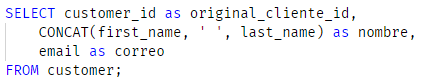 SELECT customer_id as original_cliente_id,
CONCAT(first_name, ' ', last_name) as nombre,
email as correo
FROM customer;